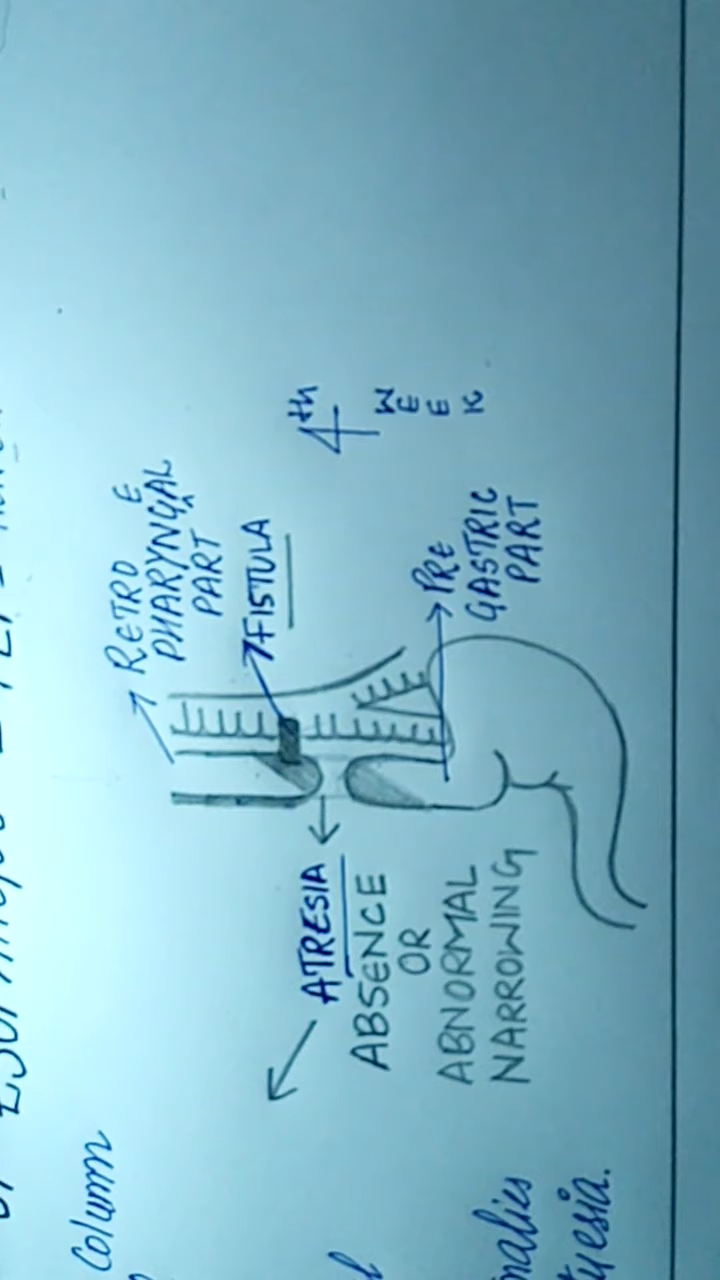 RETRO
PHARYNGEAL
PART
FISTULA
4th
WEEK
PRE
GASTRIC
PART
ATRESIA
ABSENCE
OR
ABNORMAL
NARROWING
Column